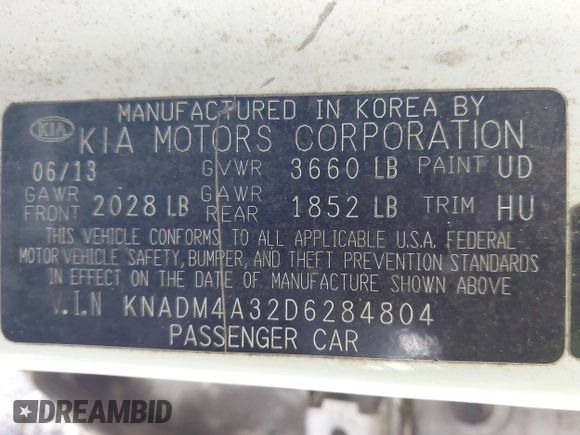 MANUFACTURED IN KOREA BY
KIA KIA MOTORS CORPORATION
06/13 GVWR 3660 LB PAINT UD
GAWR FRONT 2028 LB GAWR REAR 1852 LB TRIM HU
THIS VEHICLE CONFORMS TO ALL APPLICABLE U.S.A. FEDERAL
MOTOR VEHICLE SAFETY, BUMPER, AND THEFT PREVENTION STANDARDS
IN EFFECT ON THE DATE OF MANUFACTURE SHOWN ABOVE
V.I.N KNADM4A32D6284804
PASSENGER CAR
DREAMBID